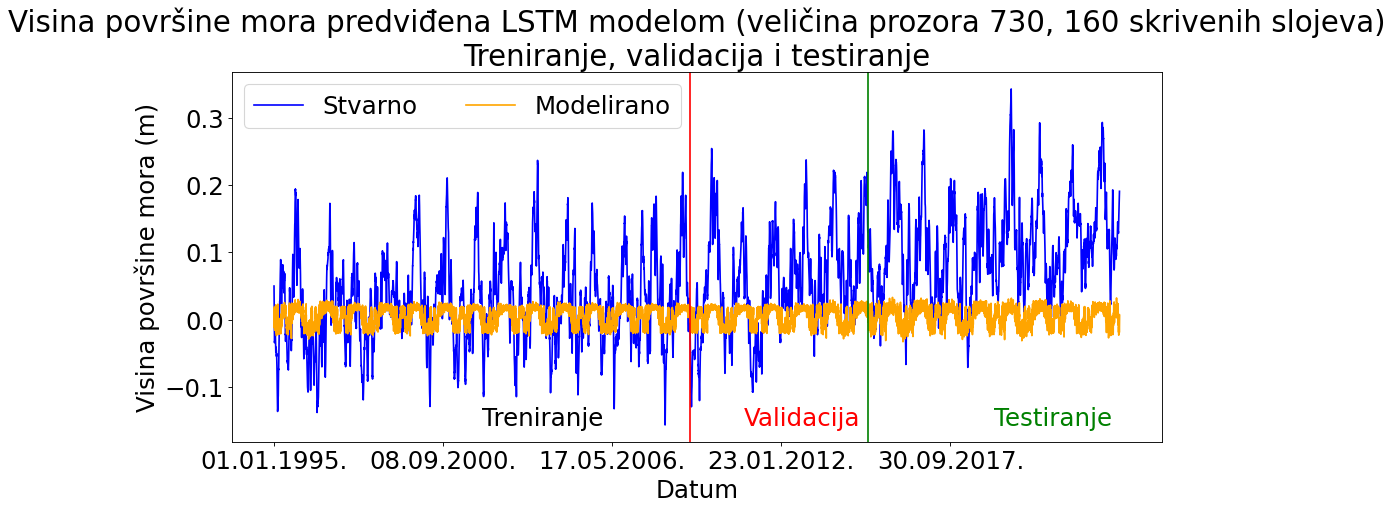 Visina površine mora predviđena LSTM modelom (veličina prozora 730, 160 skrivenih slojeva)
Treniranje, validacija i testiranje
Stvarno
Modelirano
Visina površine mora (m)
0.3
0.2
0.1
0.0
−0.1
Treniranje
Validacija
Testiranje
01.01.1995.
08.09.2000.
17.05.2006.
23.01.2012.
30.09.2017.
Datum